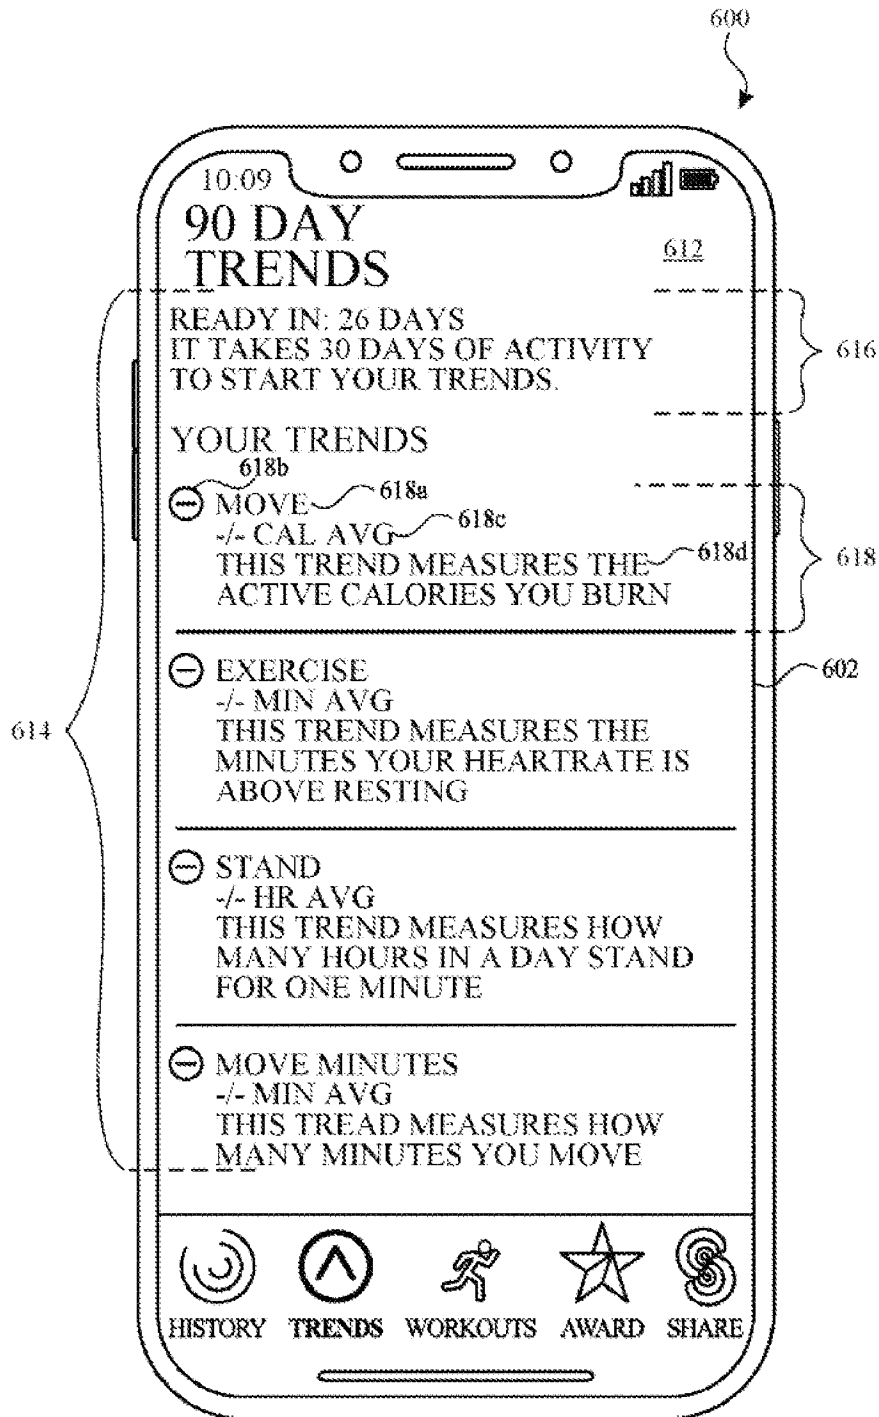 600
10:09
90 DAY
TRENDS
612
READY IN: 26 DAYS
IT TAKES 30 DAYS OF ACTIVITY
TO START YOUR TRENDS.
616
YOUR TRENDS
618b
MOVE 618a
-/- CAL AVG 618c
THIS TREND MEASURES THE 618d
ACTIVE CALORIES YOU BURN
618
EXERCISE
602
-/- MIN AVG
THIS TREND MEASURES THE
614
MINUTES YOUR HEARTRATE IS
ABOVE RESTING
STAND
-/- HR AVG
THIS TREND MEASURES HOW
MANY HOURS IN A DAY STAND
FOR ONE MINUTE
MOVE MINUTES
-/- MIN AVG
THIS TREAD MEASURES HOW
MANY MINUTES YOU MOVE
HISTORY TRENDS WORKOUTS AWARD SHARE